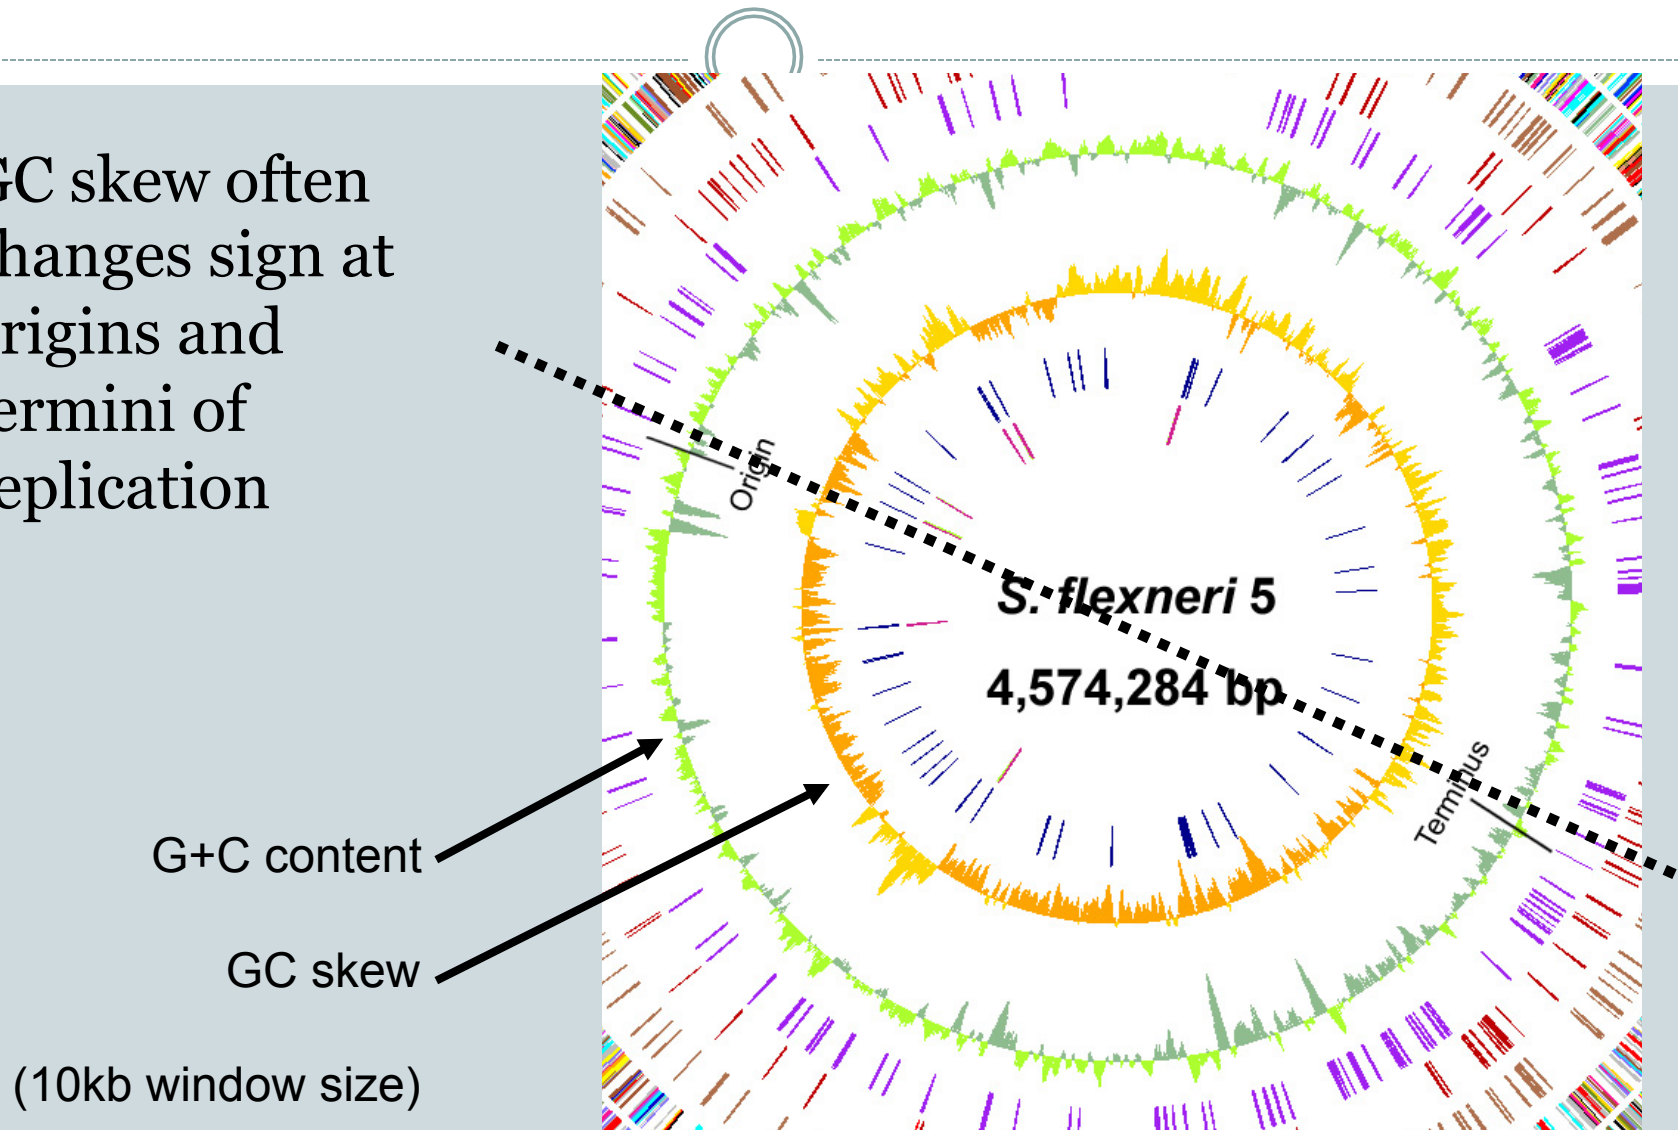 GC skew often
hanges sign at
rigins and
ermini of
eplication
Origin
S. flexneri 5
4,574,284 bp
Terminus
G+C content
GC skew
(10kb window size)